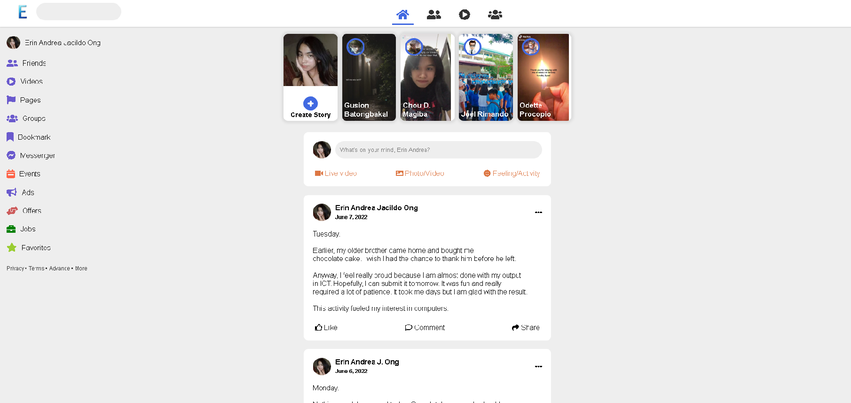 E
Erin Andrea Jacildo Ong
Friends
Videos
Pages
Groups
Bookmark
Messenger
Events
Ads
Offers
Jobs
Favorites
Privacy • Terms • Advance • More
Create Story
Gusion
Batongbakal
Chou D.
Magiba
Joel Rimando
Odette
Procopio
What's on your mind, Erin Andrea?
Live video
Photo/Video
Feeling/Activity
Erin Andrea Jacildo Ong
June 7, 2022
Tuesday.
Earlier, my older brother came home and bought me
chocolate cake. I wish I had the chance to thank him before he left.
Anyway, I feel really proud because I am almost done with my output
in ICT. Hopefully, I can submit it tomorrow. It was fun and really
required a lot of patience. It took me days but I am glad with the result.
This activity fueled my interest in computers.
Like
Comment
Share
Erin Andrea J. Ong
June 6, 2022
Monday.